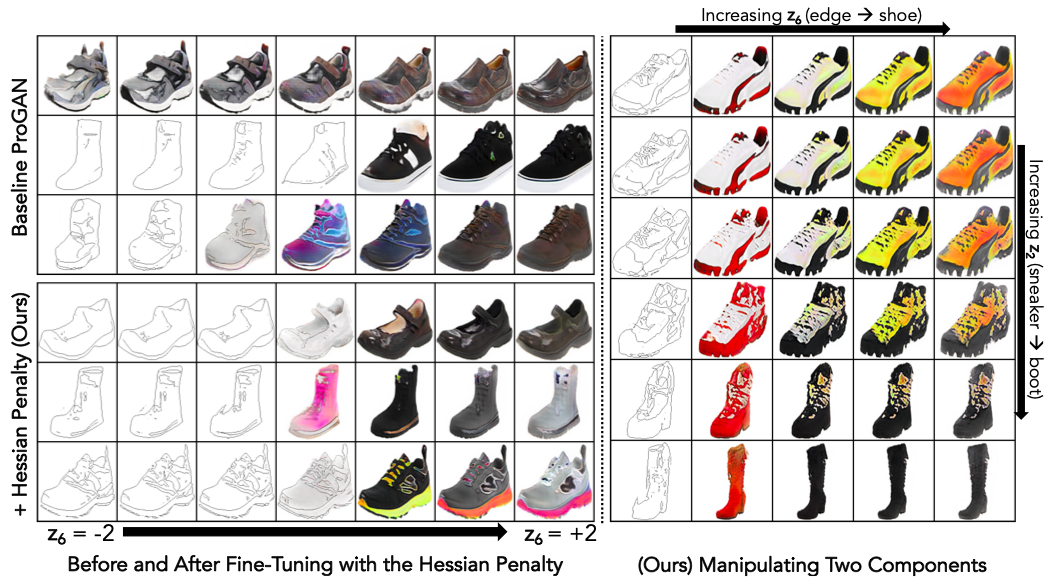 Increasing z6 (edge → shoe)
Baseline ProGAN
+ Hessian Penalty (Ours)
Increasing z2 (sneaker → boot)
z6 = -2
z6 = +2
Before and After Fine-Tuning with the Hessian Penalty
(Ours) Manipulating Two Components